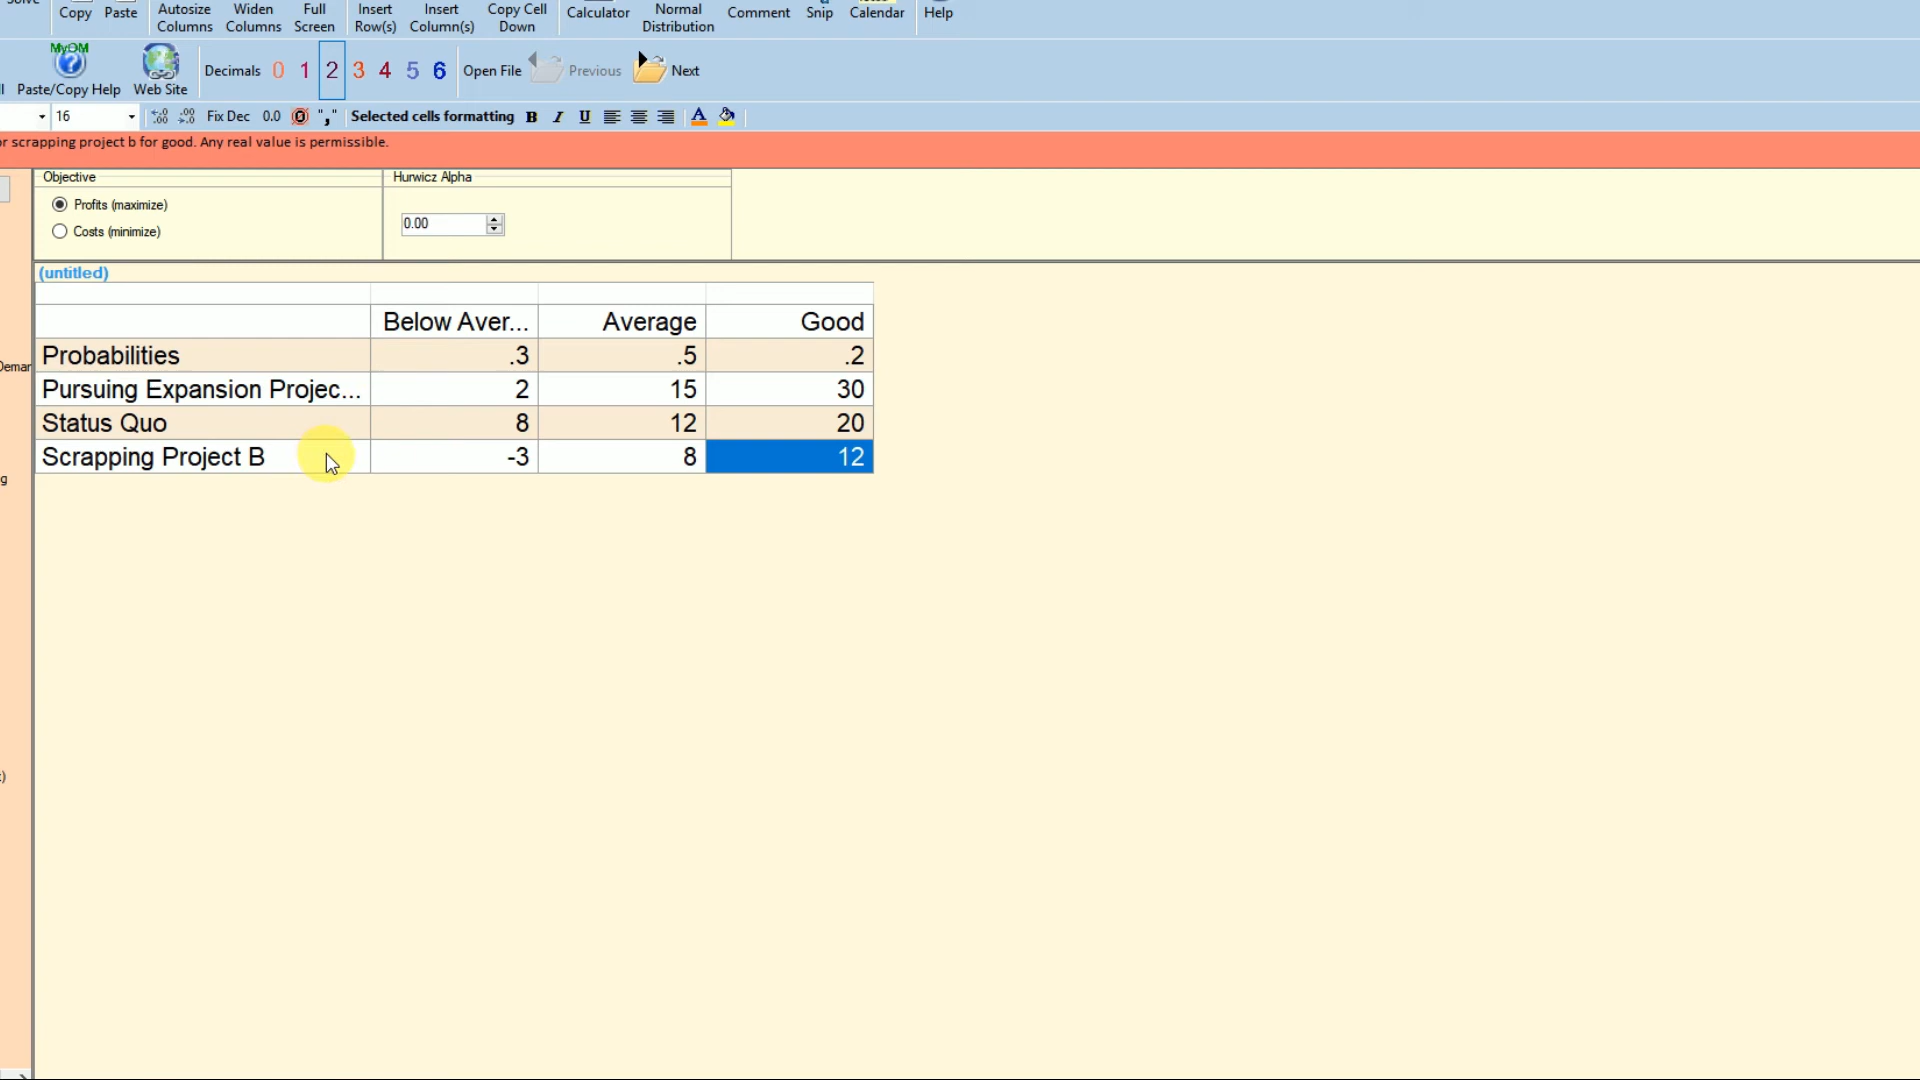 Copy Paste Autosize Columns Widen Columns Full Screen Insert Row(s) Insert Column(s) Copy Cell Down Calculator Normal Distribution Comment Snip Calendar Help
MyOM
Paste/Copy Help Web Site Decimals 0 1 2 3 4 5 6 Open File Previous Next
16 Fix Dec 0.0 "," Selected cells formatting B I U A
or scrapping project b for good. Any real value is permissible.
Objective Hurwicz Alpha
Profits (maximize)
0.00
Costs (minimize)
(untitled)
Below Aver... Average Good
Probabilities .3 .5 .2
Pursuing Expansion Projec... 2 15 30
Status Quo 8 12 20
Scrapping Project B -3 8 12